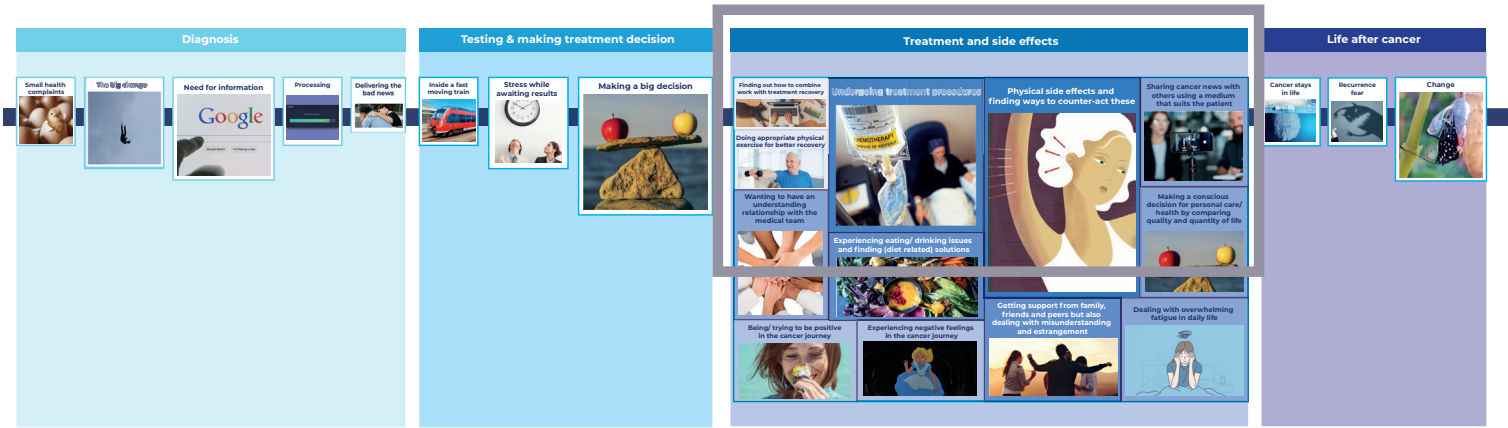 Diagnosis
Small health
complaints
The big change
Need for information
Google
Processing
Delivering the
bad news
Testing & making treatment decision
Inside a fast
moving train
Stress while
awaiting results
Making a big decision
Treatment and side effects
Finding out how to combine
work with treatment recovery
Doing appropriate physical
exercise for better recovery
Wanting to have an
understanding
relationship with the
medical team
Undergoing treatment procedures
CHEMOTHERAPY
Experiencing eating/ drinking issues
and finding (diet related) solutions
Physical side effects and
finding ways to counter-act these
Sharing cancer news with
others using a medium
that suits the patient
Making a conscious
decision for personal care/
health by comparing
quality and quantity of life
Being/ trying to be positive
in the cancer journey
Experiencing negative feelings
in the cancer journey
Getting support from family,
friends and peers but also
dealing with misunderstanding
and estrangement
Dealing with overwhelming
fatigue in daily life
Life after cancer
Cancer stays
in life
Recurrence
fear
Change